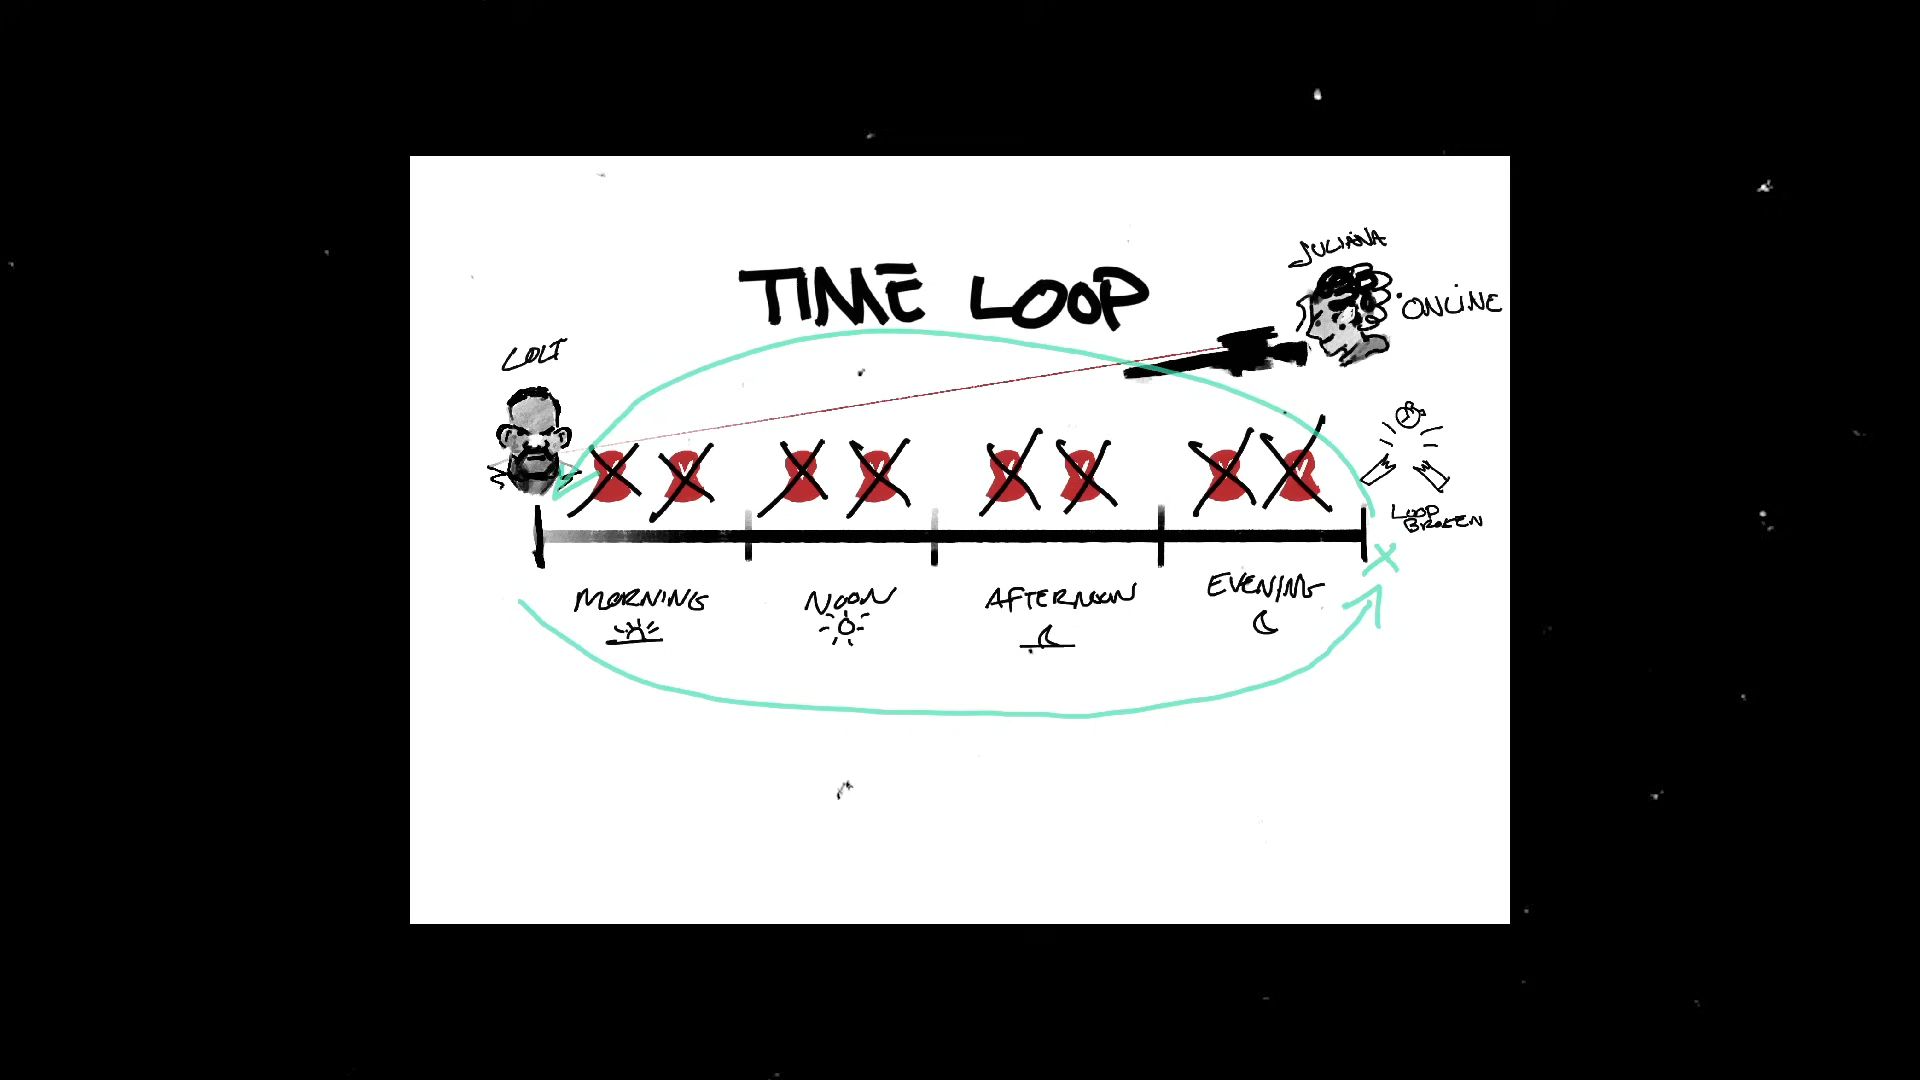 TIME LOOP
JULIANA
ONLINE
COLT
LOOP
BROKEN
MORNING
NOON
AFTERNOON
EVENING